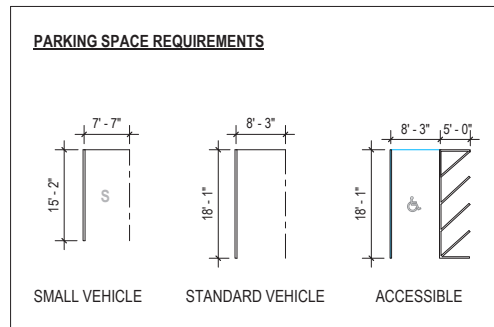 PARKING SPACE REQUIREMENTS
7' - 7"
8' - 3"
8' - 3"
5' - 0"
15' - 2"
S
18' - 1"
18' - 1"
SMALL VEHICLE
STANDARD VEHICLE
ACCESSIBLE